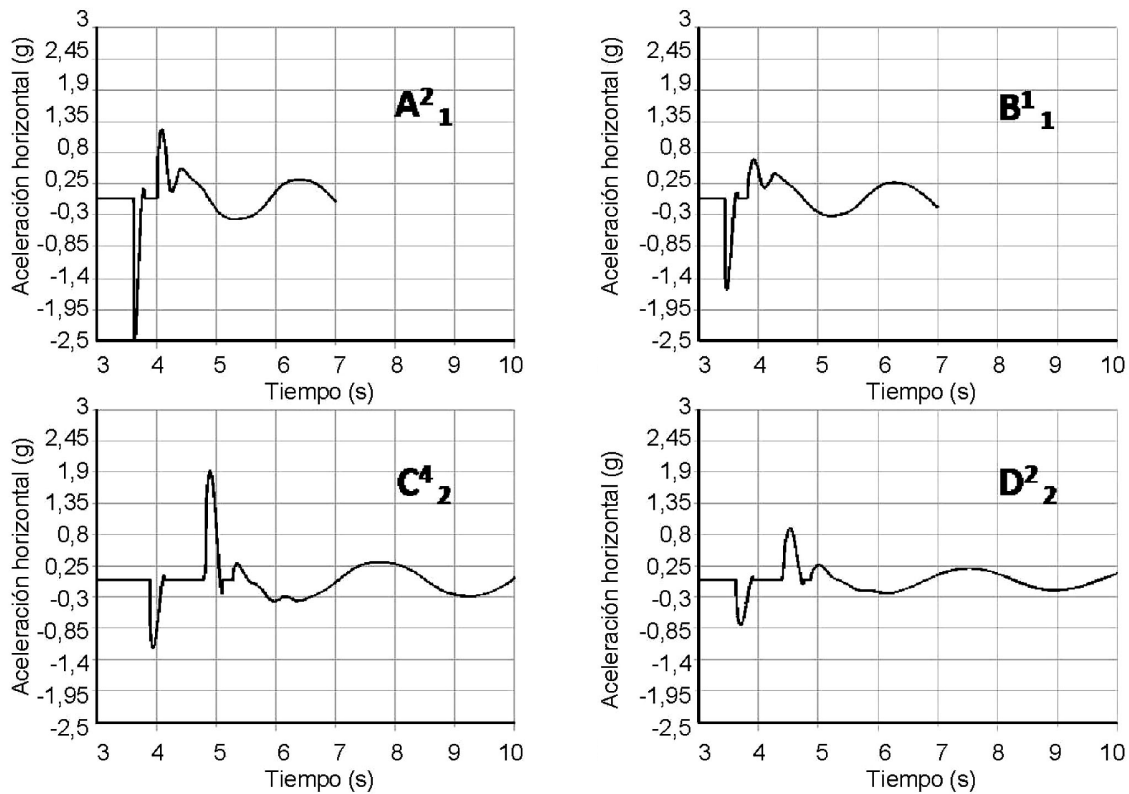 Aceleración horizontal (g)
3
2,45
1,9
1,35
0,8
0,25
-0,3
-0,85
-1,4
-1,95
-2,5
A²₁
3 4 5 6 7 8 9 10
Tiempo (s)
Aceleración horizontal (g)
3
2,45
1,9
1,35
0,8
0,25
-0,3
-0,85
-1,4
-1,95
-2,5
B¹₁
3 4 5 6 7 8 9 10
Tiempo (s)
Aceleración horizontal (g)
3
2,45
1,9
1,35
0,8
0,25
-0,3
-0,85
-1,4
-1,95
-2,5
C⁴₂
3 4 5 6 7 8 9 10
Tiempo (s)
Aceleración horizontal (g)
3
2,45
1,9
1,35
0,8
0,25
-0,3
-0,85
-1,4
-1,95
-2,5
D²₂
3 4 5 6 7 8 9 10
Tiempo (s)